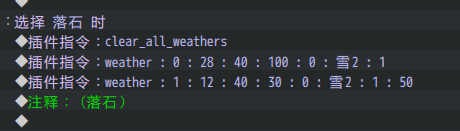 ：选择 落石 时
◆插件指令：clear_all_weathers
◆插件指令：weather : 0 : 28 : 40 : 100 : 0 : 雪2 : 1
◆插件指令：weather : 1 : 12 : 40 : 30 : 0 : 雪2 : 1 : 50
◆注释：(落石)
◆